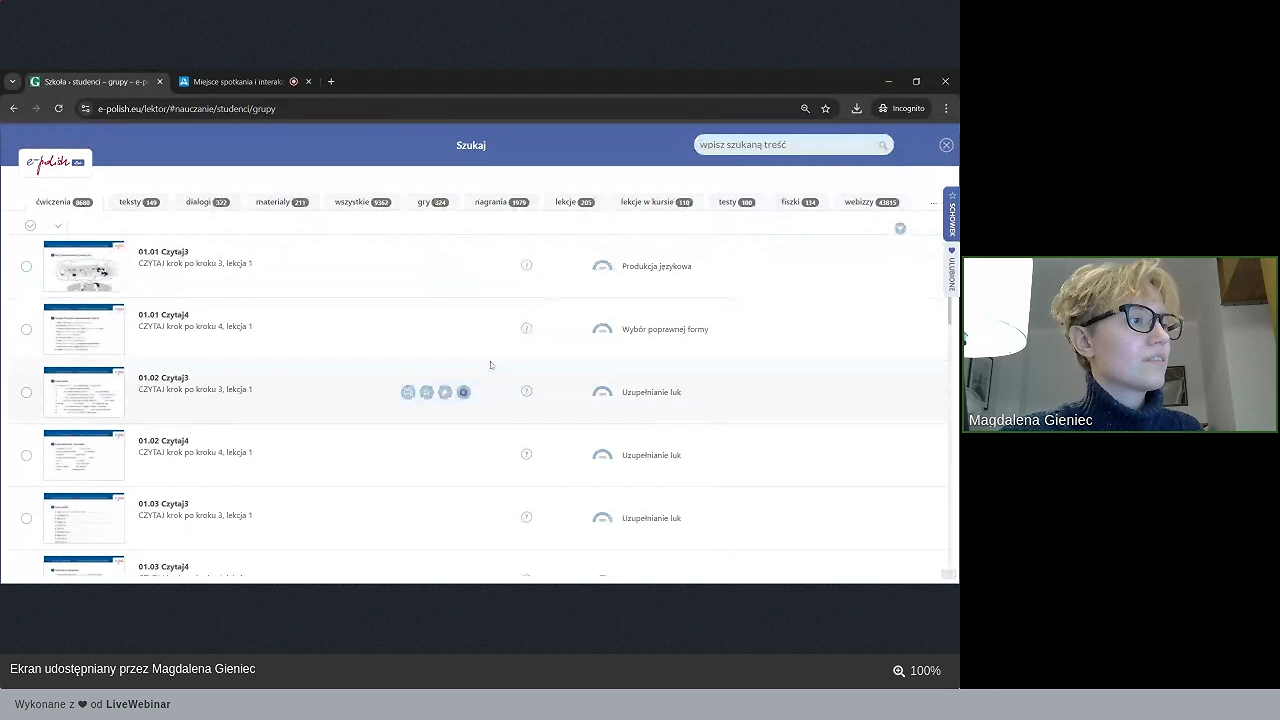 Szkoła › studenci – grupy – e-p
Miejsce spotkania i interak
e-polish.eu/lektor/#nauczanie/studenci/grupy
Incognito
e-polish
Szukaj
wpisz szukaną treść
ćwiczenia 8680
teksty 149
dialogi 322
materiały 211
wszystkie 9362
gry 324
nagrania 1979
lekcje 205
lekcje w kursie 110
testy 100
fiszki 134
webizzy 43815
...
SCHOWEK
ULUBIONE
01.01 Czytaj3
CZYTAJ krok po kroku 3, lekcja 1
Produkcja językowa
01.01 Czytaj4
CZYTAJ krok po kroku 4, lekcja 1
Wybór poprawnej formy
01.02 Czytaj3
CZYTAJ krok po kroku 3, lekcja 1
Uzupełnianie luk
01.02 Czytaj4
CZYTAJ krok po kroku 4, lekcja 1
Uzupełnianie luk
01.03 Czytaj3
CZYTAJ krok po kroku 3, lekcja 1
Uzupełnianie luk
01.03 Czytaj4
Magdalena Gieniec
Ekran udostępniany przez Magdalena Gieniec
100%
Wykonane z ❤ od LiveWebinar